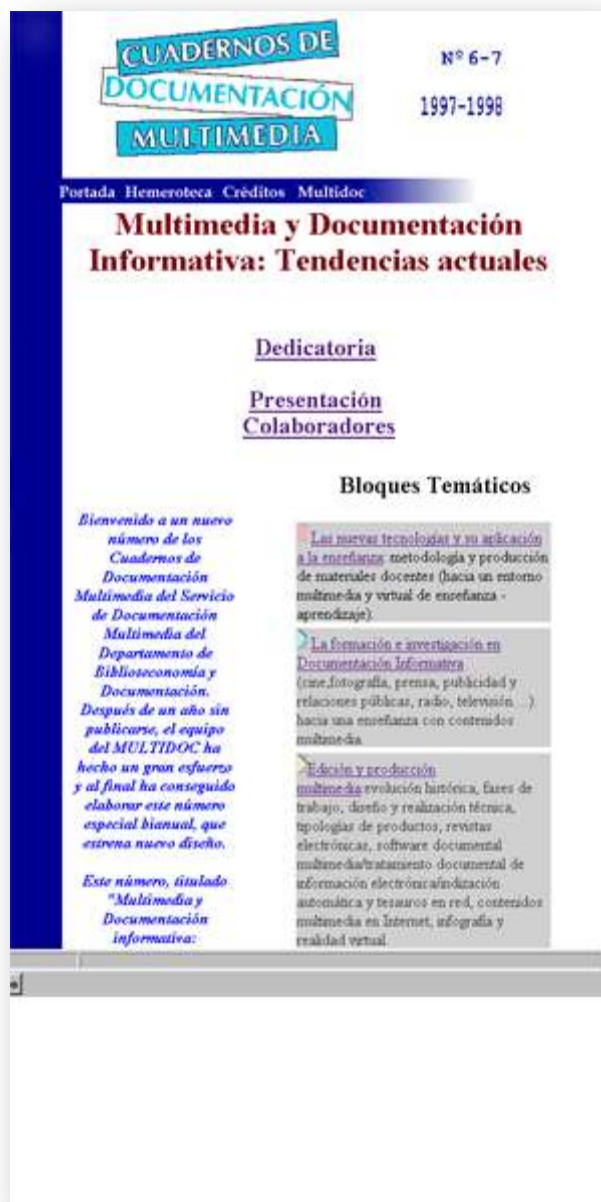 CUADERNOS DE
DOCUMENTACIÓN
MULTIMEDIA
Nº 6-7
1997-1998
Portada Hemeroteca Créditos Multidoc
Multimedia y Documentación
Informativa: Tendencias actuales
Dedicatoria
Presentación
Colaboradores
Bienvenido a un nuevo
número de los
Cuadernos de
Documentación
Multimedia del Servicio
de Documentación
Multimedia del
Departamento de
Biblioteconomía y
Documentación.
Después de un año sin
publicarse, el equipo
del MULTIDOC ha
hecho un gran esfuerzo
y al final ha conseguido
elaborar este número
especial bianual, que
estrena nuevo diseño.
Este número, titulado
"Multimedia y
Documentación
informativa:
Bloques Temáticos
Las nuevas tecnologías y su aplicación
a la enseñanza: metodología y producción
de materiales docentes (hacia un entorno
multimedia y virtual de enseñanza -
aprendizaje).
La formación e investigación en
Documentación Informativa
(cine,fotografía, prensa, publicidad y
relaciones públicas, radio, televisión ...):
hacia una enseñanza con contenidos
multimedia.
Edición y producción
multimedia:evolución histórica, fases de
trabajo, diseño y realización técnica,
tipologías de productos, revistas
electrónicas, software documental
multimedia/tratamiento documental de
información electrónica/indización
automática y tesauros en red, contenidos
multimedia en Internet, infografía y
realidad virtual.